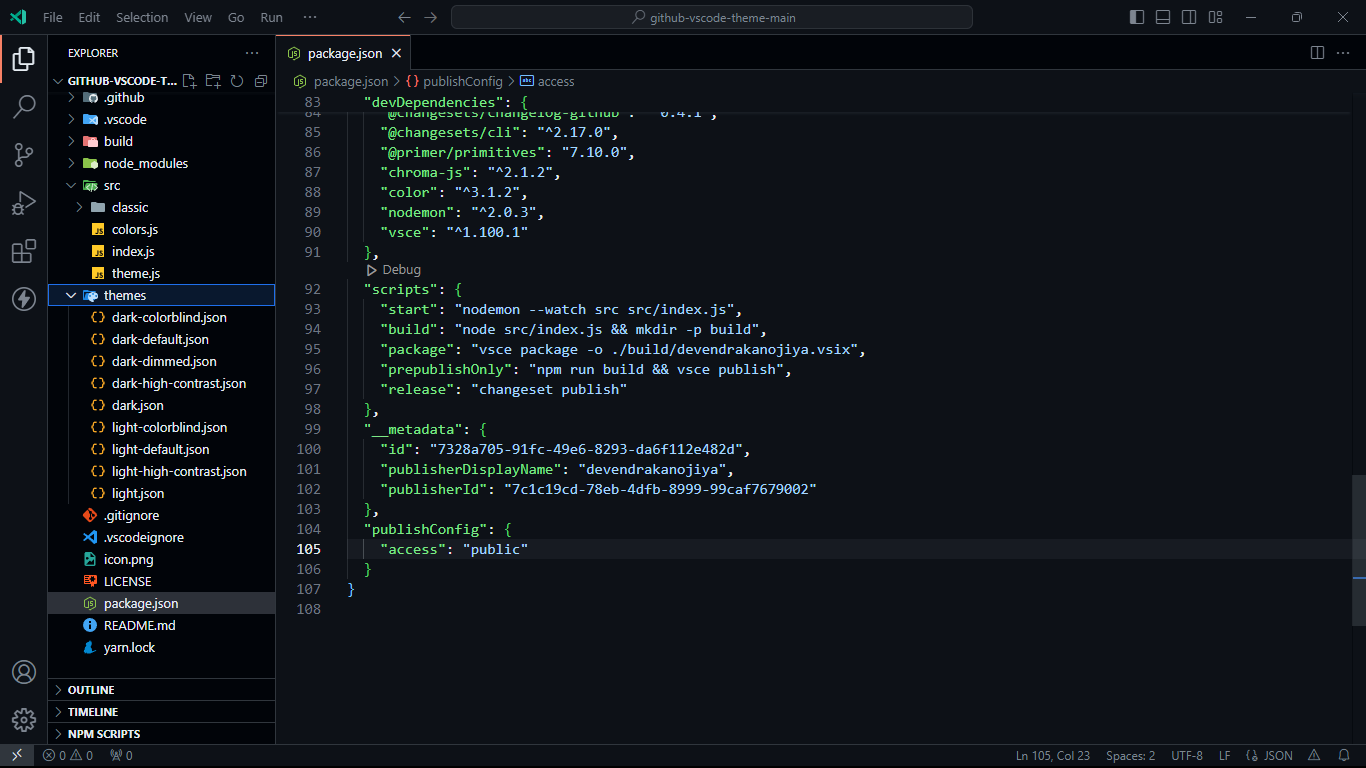 File Edit Selection View Go Run ···
github-vscode-theme-main
EXPLORER
GITHUB-VSCODE-T...
.github
.vscode
build
node_modules
src
classic
colors.js
index.js
theme.js
themes
dark-colorblind.json
dark-default.json
dark-dimmed.json
dark-high-contrast.json
dark.json
light-colorblind.json
light-default.json
light-high-contrast.json
light.json
.gitignore
.vscodeignore
icon.png
LICENSE
package.json
README.md
yarn.lock
OUTLINE
TIMELINE
NPM SCRIPTS
package.json
package.json > {} publishConfig > abc access
83 "devDependencies": {
84 "@changesets/changelog-github": "^0.4.1",
85 "@changesets/cli": "^2.17.0",
86 "@primer/primitives": "7.10.0",
87 "chroma-js": "^2.1.2",
88 "color": "^3.1.2",
89 "nodemon": "^2.0.3",
90 "vsce": "^1.100.1"
91 },
Debug
92 "scripts": {
93 "start": "nodemon --watch src src/index.js",
94 "build": "node src/index.js && mkdir -p build",
95 "package": "vsce package -o ./build/devendrakanojiya.vsix",
96 "prepublishOnly": "npm run build && vsce publish",
97 "release": "changeset publish"
98 },
99 "__metadata": {
100 "id": "7328a705-91fc-49e6-8293-da6f112e482d",
101 "publisherDisplayName": "devendrakanojiya",
102 "publisherId": "7c1c19cd-78eb-4dfb-8999-99caf7679002"
103 },
104 "publishConfig": {
105 "access": "public"
106 }
107 }
108
0 0 0
Ln 105, Col 23 Spaces: 2 UTF-8 LF {} JSON